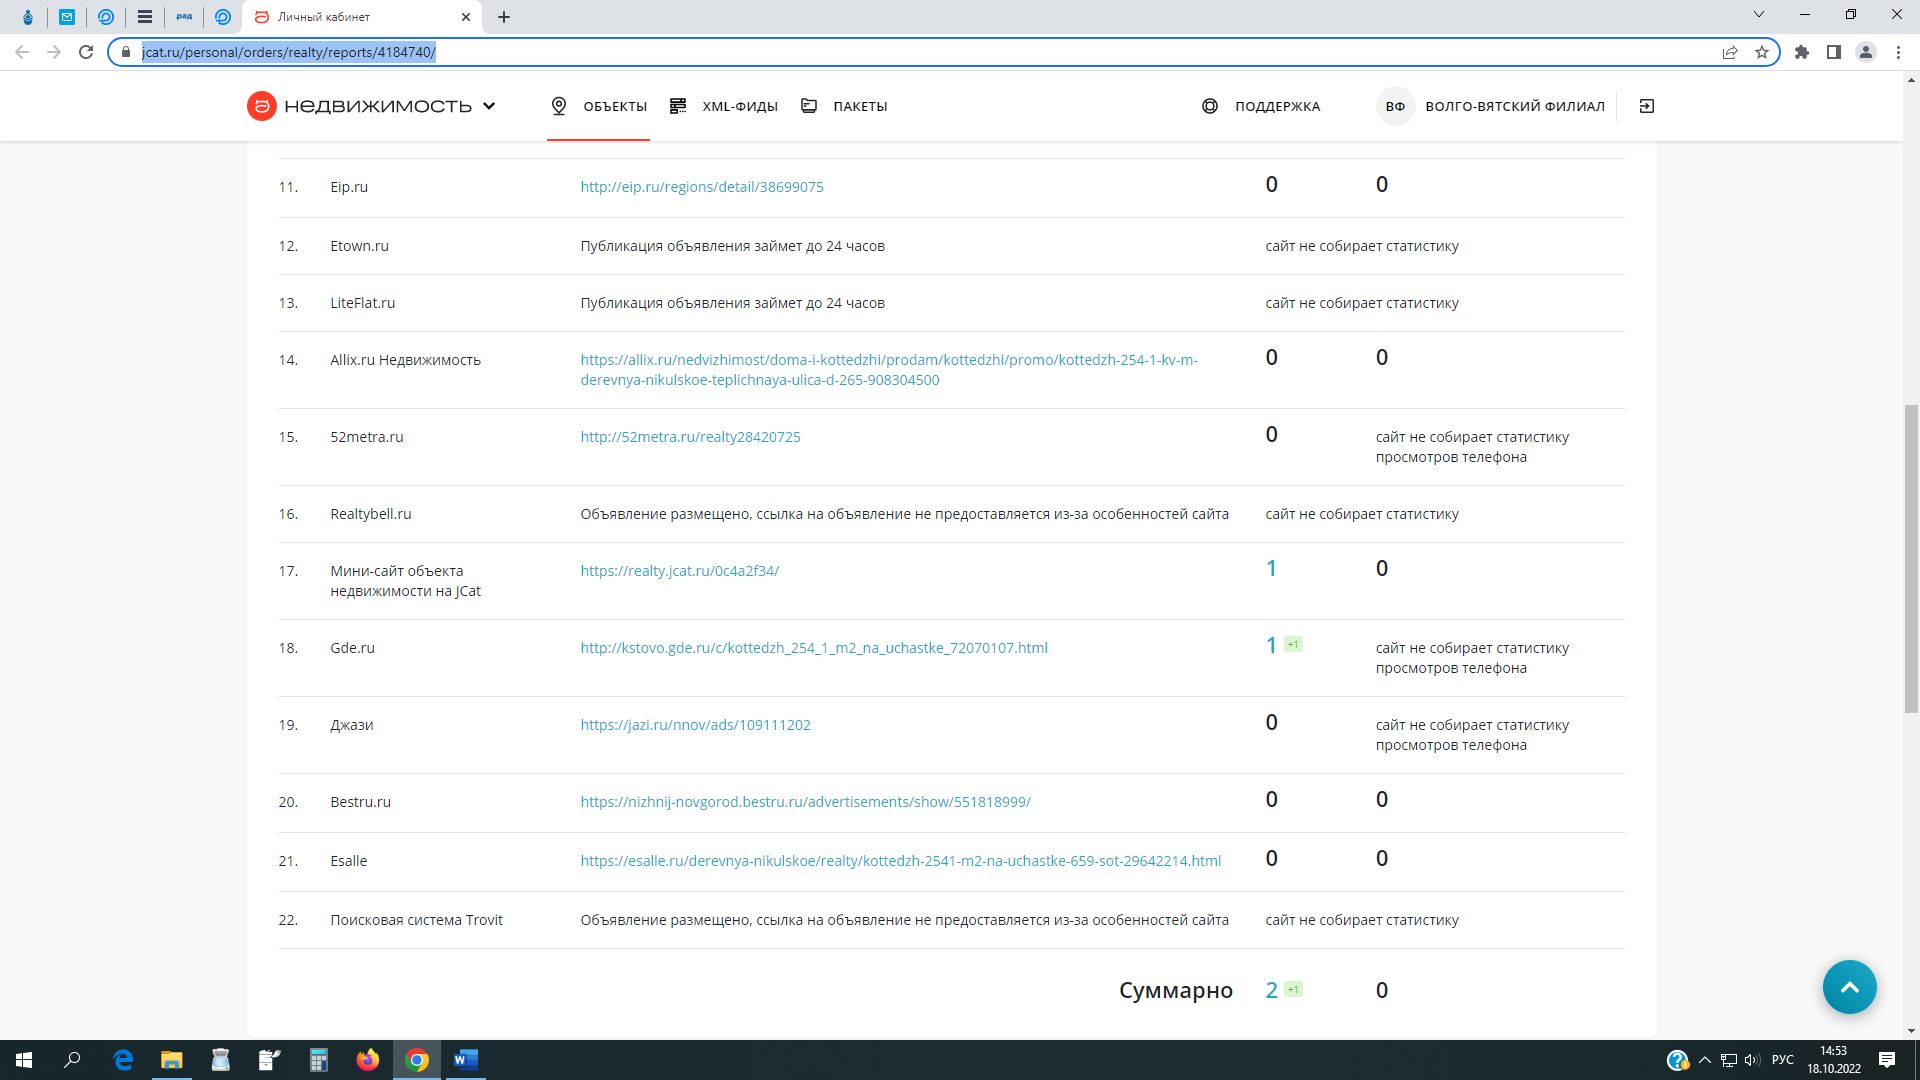 рад
Личный кабинет
jcat.ru/personal/orders/realty/reports/4184740/
НЕДВИЖИМОСТЬ
ОБЪЕКТЫ
XML-ФИДЫ
ПАКЕТЫ
ПОДДЕРЖКА
ВФ
ВОЛГО-ВЯТСКИЙ ФИЛИАЛ
11. Eip.ru http://eip.ru/regions/detail/38699075 0 0
12. Etown.ru Публикация объявления займет до 24 часов сайт не собирает статистику
13. LiteFlat.ru Публикация объявления займет до 24 часов сайт не собирает статистику
14. Allix.ru Недвижимость https://allix.ru/nedvizhimost/doma-i-kottedzhi/prodam/kottedzhi/promo/kottedzh-254-1-kv-m- 0 0
derevnya-nikulskoe-teplichnaya-ulica-d-265-908304500
15. 52metra.ru http://52metra.ru/realty28420725 0 сайт не собирает статистику
просмотров телефона
16. Realtybell.ru Объявление размещено, ссылка на объявление не предоставляется из-за особенностей сайта сайт не собирает статистику
17. Мини-сайт объекта https://realty.jcat.ru/0c4a2f34/ 1 0
недвижимости на JCat
18. Gde.ru http://kstovo.gde.ru/c/kottedzh_254_1_m2_na_uchastke_72070107.html 1 +1 сайт не собирает статистику
просмотров телефона
19. Джази https://jazi.ru/nnov/ads/109111202 0 сайт не собирает статистику
просмотров телефона
20. Bestru.ru https://nizhnij-novgorod.bestru.ru/advertisements/show/551818999/ 0 0
21. Esalle https://esalle.ru/derevnya-nikulskoe/realty/kottedzh-2541-m2-na-uchastke-659-sot-29642214.html 0 0
22. Поисковая система Trovit Объявление размещено, ссылка на объявление не предоставляется из-за особенностей сайта сайт не собирает статистику
Суммарно 2 +1 0
РУС
14:53
18.10.2022